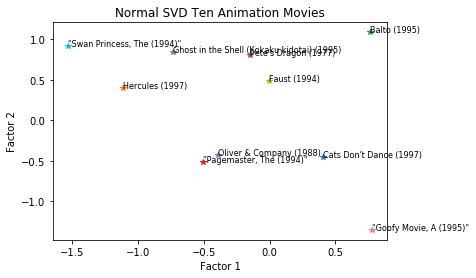 Normal SVD Ten Animation Movies
Balto (1995)
"Swan Princess, The (1994)"
Ghost in the Shell (Kokaku kidotai) (1995
Pete's Dragon (1977)
Faust (1994)
Hercules (1997)
Oliver & Company (1988)
"Pagemaster, The (1994)"
Cats Don't Dance (1997)
"Goofy Movie, A (1995)"
Factor 2
1.0
0.5
0.0
−0.5
−1.0
−1.5
−1.0
−0.5
0.0
0.5
Factor 1